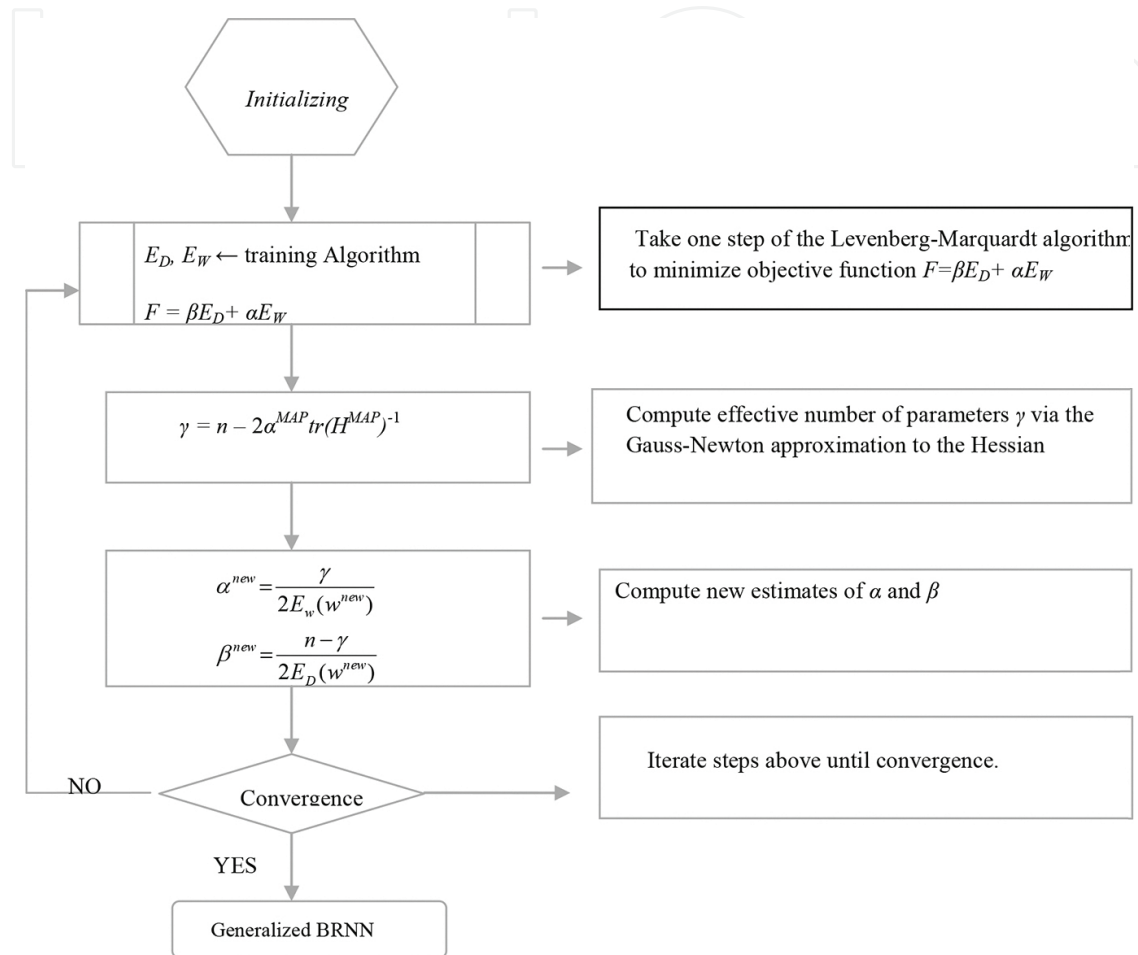 Initializing
E_D, E_W ← training Algorithm
F = βE_D+ αE_W
Take one step of the Levenberg-Marquardt algorithm
to minimize objective function F=βE_D+ αE_W
γ = n – 2α^MAP tr(H^MAP)^-1
Compute effective number of parameters γ via the
Gauss-Newton approximation to the Hessian
α^new = γ / 2E_w(w^new)
β^new = n − γ / 2E_D(w^new)
Compute new estimates of α and β
Iterate steps above until convergence.
NO
Convergence
YES
Generalized BRNN